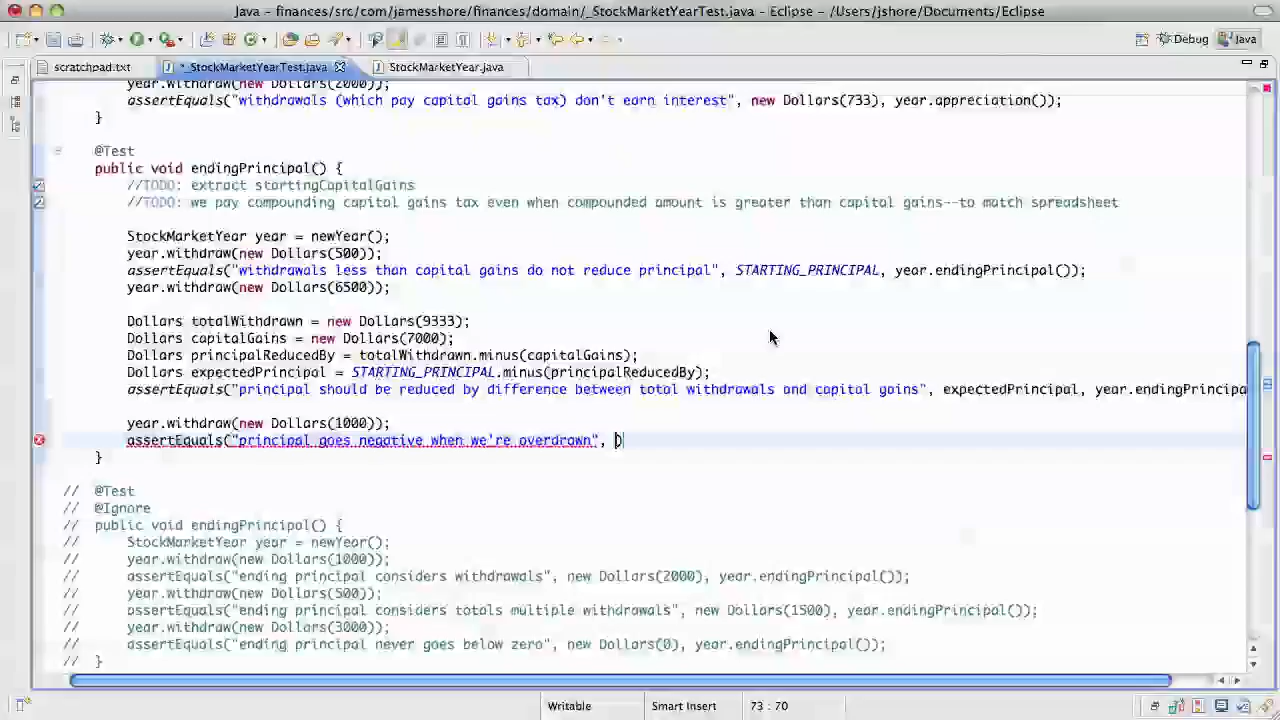 Java - finances/src/com/jamesshore/finances/domain/_StockMarketYearTest.java - Eclipse - /Users/jshore/Documents/Eclipse
Debug Java
scratchpad.txt *_StockMarketYearTest.java StockMarketYear.java
year.withdraw(new Dollars(2000));
assertEquals("withdrawals (which pay capital gains tax) don't earn interest", new Dollars(733), year.appreciation());
}
@Test
public void endingPrincipal() {
//TODO: extract startingCapitalGains
//TODO: we pay compounding capital gains tax even when compounded amount is greater than capital gains--to match spreadsheet
StockMarketYear year = newYear();
year.withdraw(new Dollars(500));
assertEquals("withdrawals less than capital gains do not reduce principal", STARTING_PRINCIPAL, year.endingPrincipal());
year.withdraw(new Dollars(6500));
Dollars totalWithdrawn = new Dollars(9333);
Dollars capitalGains = new Dollars(7000);
Dollars principalReducedBy = totalWithdrawn.minus(capitalGains);
Dollars expectedPrincipal = STARTING_PRINCIPAL.minus(principalReducedBy);
assertEquals("principal should be reduced by difference between total withdrawals and capital gains", expectedPrincipal, year.endingPrincipa
year.withdraw(new Dollars(1000));
assertEquals("principal goes negative when we're overdrawn", )
}
// @Test
// @Ignore
// public void endingPrincipal() {
// StockMarketYear year = newYear();
// year.withdraw(new Dollars(1000));
// assertEquals("ending principal considers withdrawals", new Dollars(2000), year.endingPrincipal());
// year.withdraw(new Dollars(500));
// assertEquals("ending principal considers totals multiple withdrawals", new Dollars(1500), year.endingPrincipal());
// year.withdraw(new Dollars(3000));
// assertEquals("ending principal never goes below zero", new Dollars(0), year.endingPrincipal());
// }
Writable Smart Insert 73 : 70